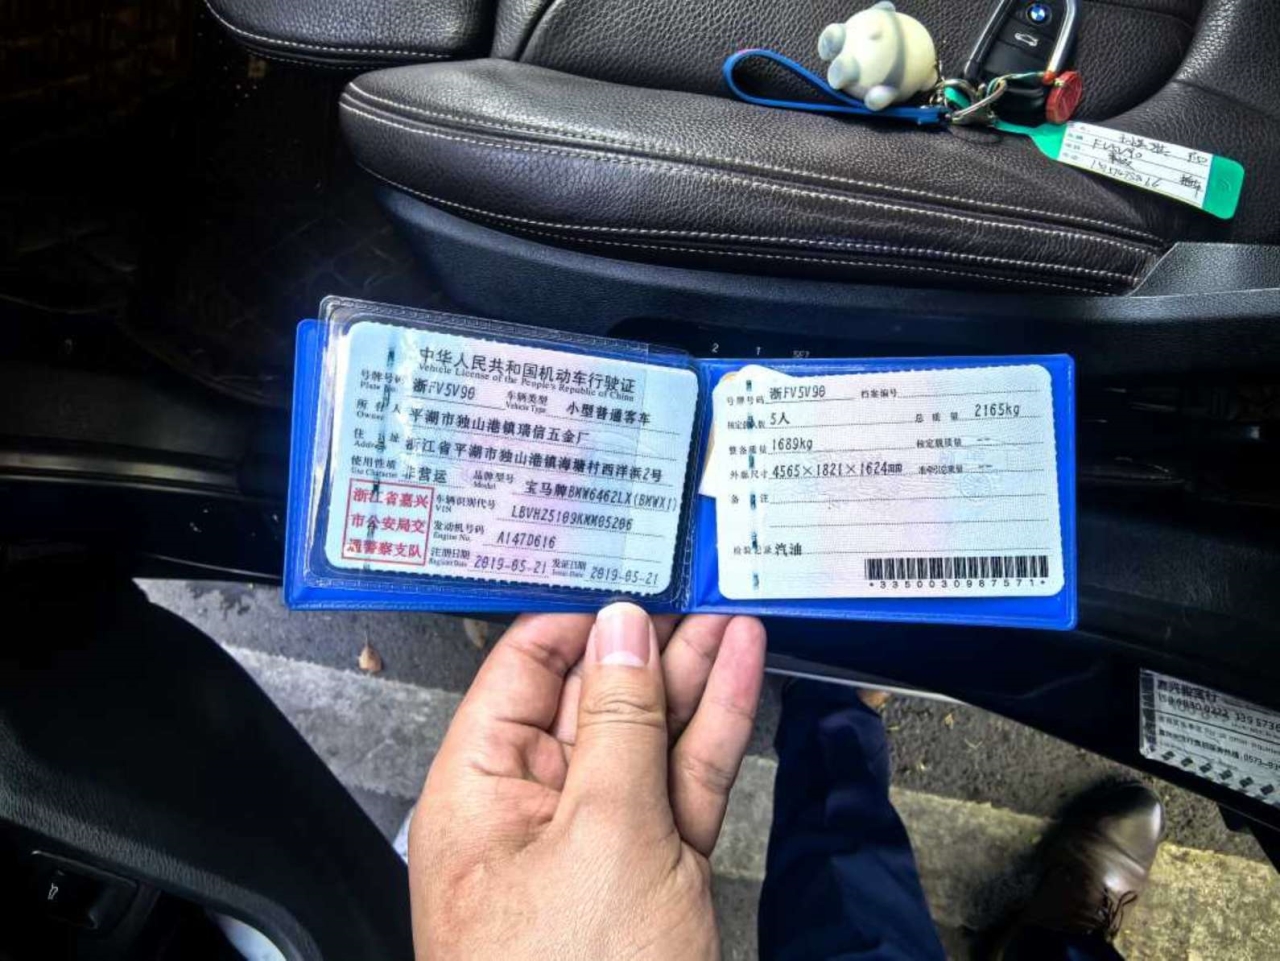 中华人民共和国机动车行驶证
Vehicle License of the People's Republic of China
号牌号码 浙FV5V90 车辆类型 小型普通客车
Plate No. Vehicle Type
所有人 平湖市独山港镇瑞信五金厂
Owner
住址 浙江省平湖市独山港镇海塘村西洋浜2号
Address
使用性质 非营运 品牌型号 宝马牌BMW6462LX(BMWX1)
Use Character Model
浙江省嘉兴
市公安局交
通警察支队
车辆识别代号 LBVHZ5109KMM05206
VIN
发动机号码 A147D616
Engine No.
注册日期 2019-05-21 发证日期 2019-05-21
Register Date Issue Date
号牌号码 浙FV5V90 档案编号
核定载人数 5人 总质量 2165kg
整备质量 1689kg 核定载质量 --
外廓尺寸 4565×1821×1624mm 准牵引总质量 --
备注
检验记录 汽油
*3350030987571*
2 1 SET
FV5V90